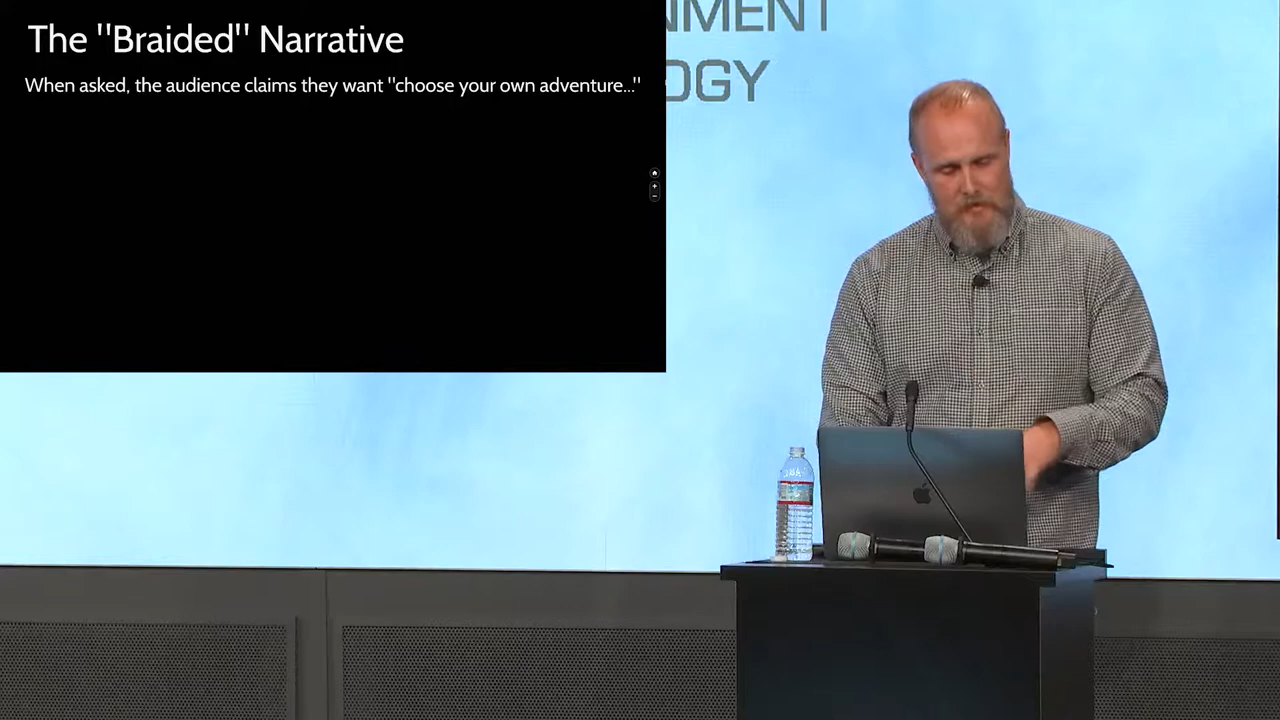 The "Braided" Narrative
When asked, the audience claims they want "choose your own adventure..."
NMENT
OGY